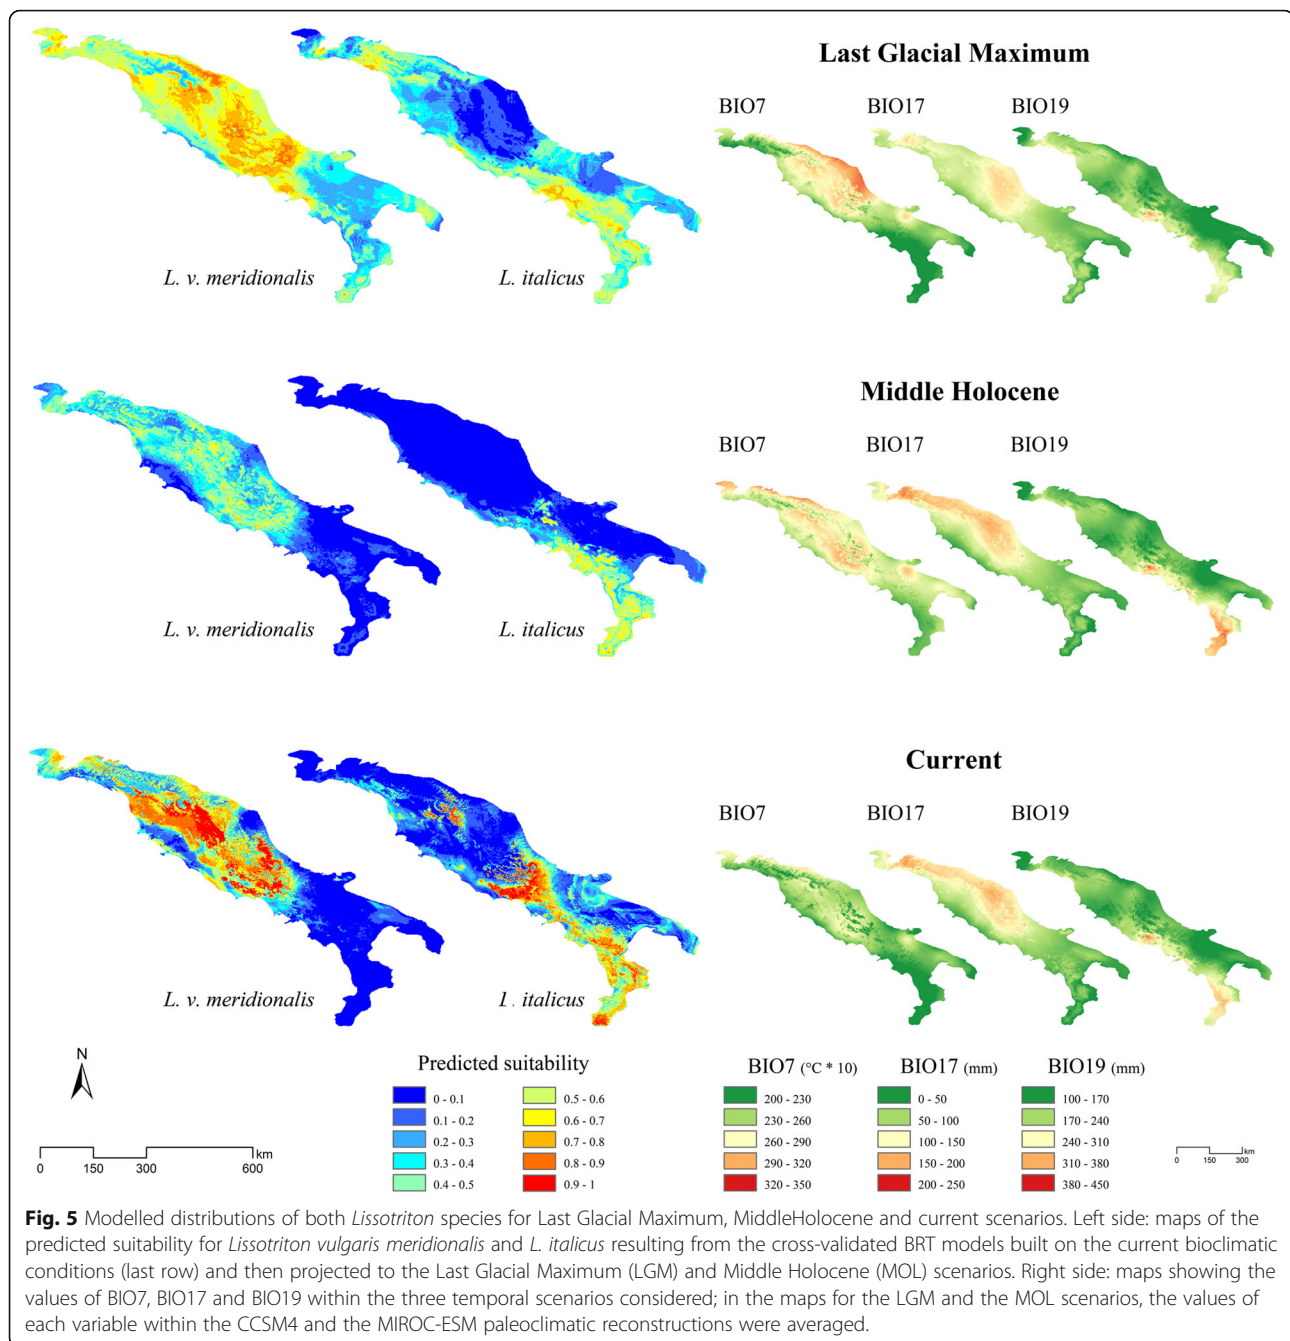 Last Glacial Maximum
BIO7
BIO17
BIO19
L. v. meridionalis
L. italicus
Middle Holocene
BIO7
BIO17
BIO19
L. v. meridionalis
L. italicus
Current
BIO7
BIO17
BIO19
L. v. meridionalis
I . italicus
N
0 150 300 600 km
Predicted suitability
0 - 0.1
0.1 - 0.2
0.2 - 0.3
0.3 - 0.4
0.4 - 0.5
0.5 - 0.6
0.6 - 0.7
0.7 - 0.8
0.8 - 0.9
0.9 - 1
BIO7 (°C * 10)
200 - 230
230 - 260
260 - 290
290 - 320
320 - 350
BIO17 (mm)
0 - 50
50 - 100
100 - 150
150 - 200
200 - 250
BIO19 (mm)
100 - 170
170 - 240
240 - 310
310 - 380
380 - 450
0 150 300 km
Fig. 5 Modelled distributions of both Lissotriton species for Last Glacial Maximum, MiddleHolocene and current scenarios. Left side: maps of the
predicted suitability for Lissotriton vulgaris meridionalis and L. italicus resulting from the cross-validated BRT models built on the current bioclimatic
conditions (last row) and then projected to the Last Glacial Maximum (LGM) and Middle Holocene (MOL) scenarios. Right side: maps showing the
values of BIO7, BIO17 and BIO19 within the three temporal scenarios considered; in the maps for the LGM and the MOL scenarios, the values of
each variable within the CCSM4 and the MIROC-ESM paleoclimatic reconstructions were averaged.